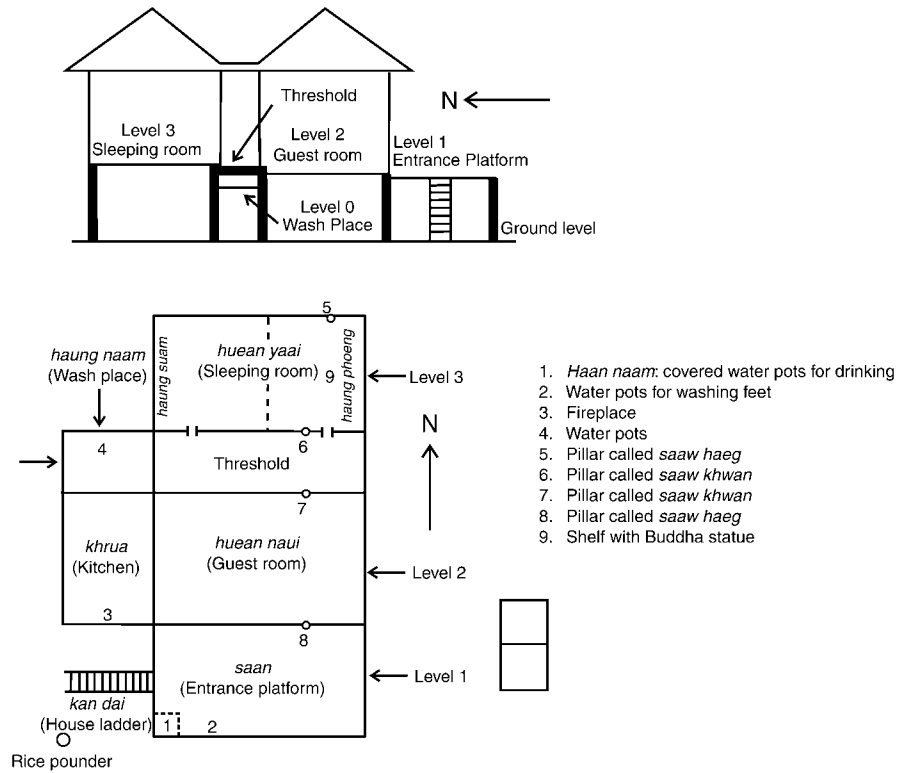 N
Threshold
Level 3
Sleeping room
Level 2
Guest room
Level 1
Entrance Platform
Level 0
Wash Place
Ground level
5
haung naam
(Wash place)
haung suam
huean yaai
(Sleeping room)
9
haung phoeng
Level 3
N
4
6
Threshold
7
khrua
(Kitchen)
huean naui
(Guest room)
Level 2
3
8
saan
(Entrance platform)
Level 1
kan dai
(House ladder)
1
2
Rice pounder
1. Haan naam: covered water pots for drinking
2. Water pots for washing feet
3. Fireplace
4. Water pots
5. Pillar called saaw haeg
6. Pillar called saaw khwan
7. Pillar called saaw khwan
8. Pillar called saaw haeg
9. Shelf with Buddha statue